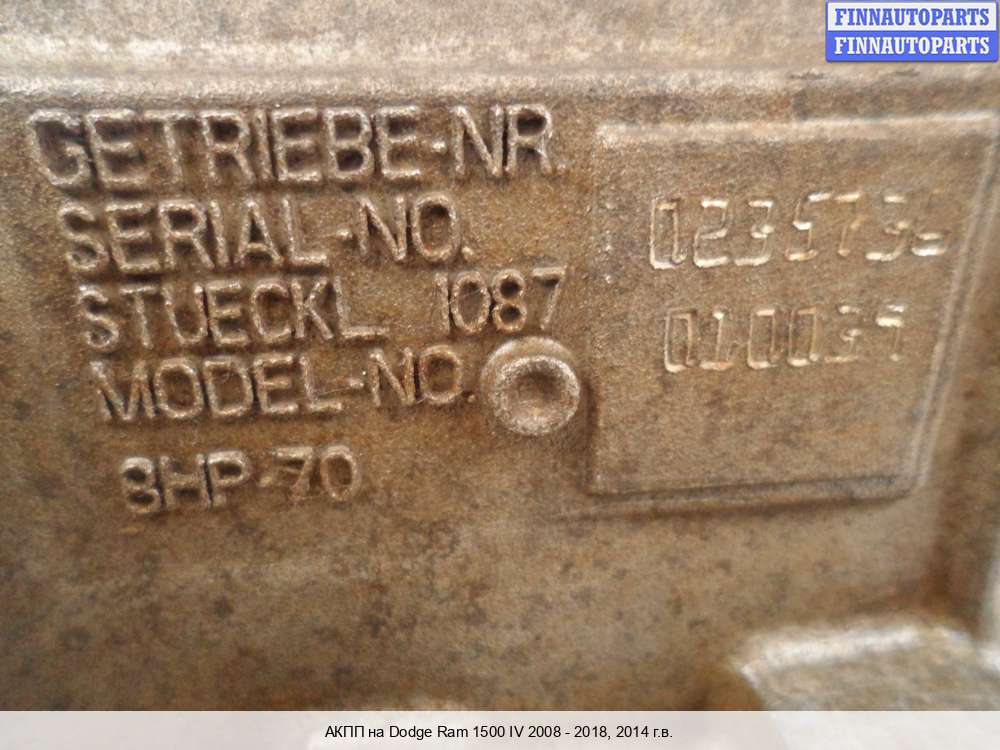 FINNAUTOPARTS
FINNAUTOPARTS
GETRIEBE-NR.
SERIAL-NO.
STUECKL. 1087
MODEL-NO.
8HP-70
010039
АКПП на Dodge Ram 1500 IV 2008 - 2018, 2014 г.в.